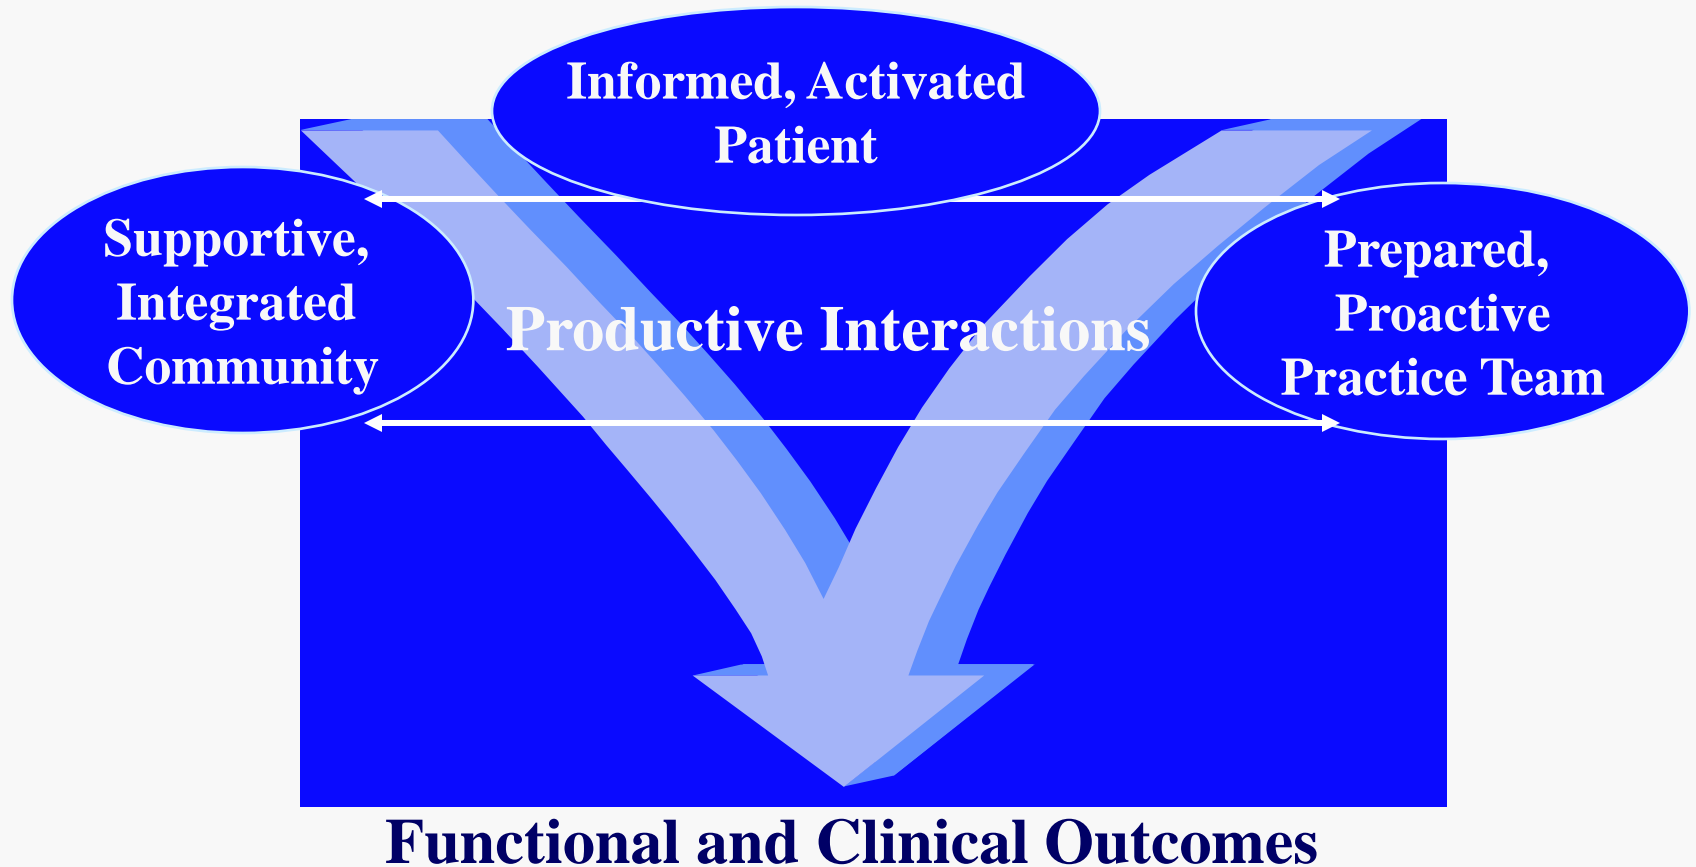 Informed, Activated
Patient
Supportive,
Integrated
Community
Prepared,
Proactive
Practice Team
Productive Interactions
Functional and Clinical Outcomes